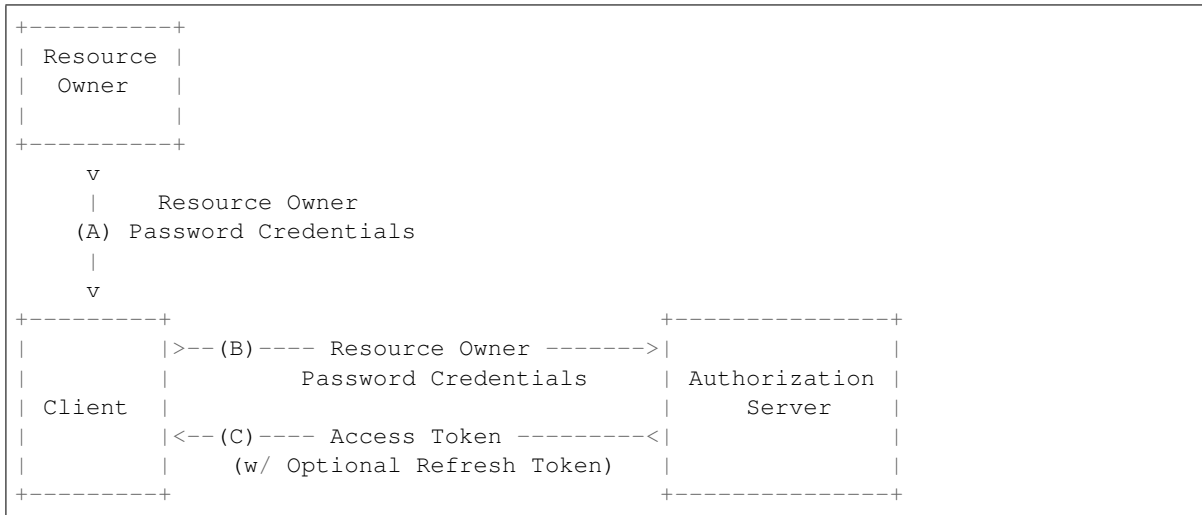 +----------+
| Resource |
|  Owner   |
|          |
+----------+
     v
     |    Resource Owner
    (A) Password Credentials
     |
     v
+---------+                                  +---------------+
|         |>--(B)---- Resource Owner ------->|               |
|         |         Password Credentials     | Authorization |
| Client  |                                  |     Server    |
|         |<--(C)---- Access Token ---------<|               |
|         |    (w/ Optional Refresh Token)   |               |
+---------+                                  +---------------+